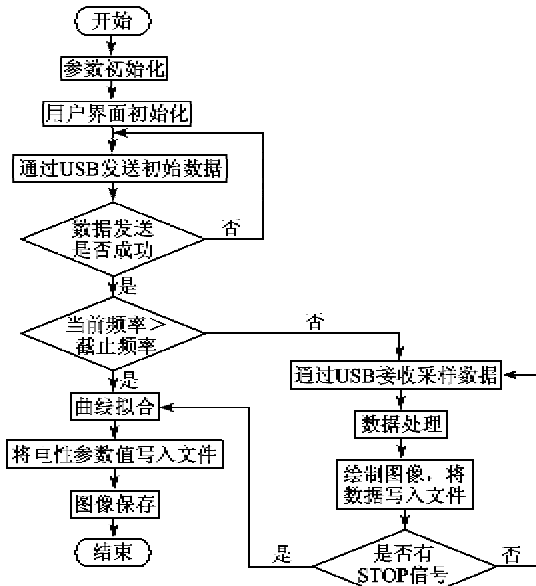 开始
参数初始化
用户界面初始化
通过USB发送初始数据
数据发送
是否成功
否
是
当前频率>
截止频率
否
是
通过USB接收采样数据
曲线拟合
数据处理
将电性参数值写入文件
绘制图像，将
数据写入文件
图像保存
结束
是
是否有
STOP信号
否